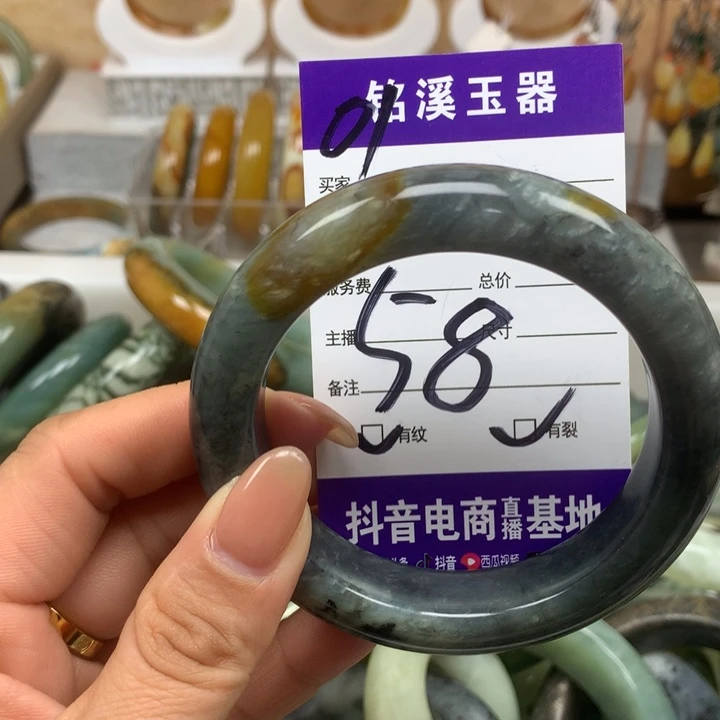 铭溪玉器
买家
服务费 总价
主播 尺寸
58
备注
有纹 有裂
抖音电商直播基地
抖音 西瓜视频